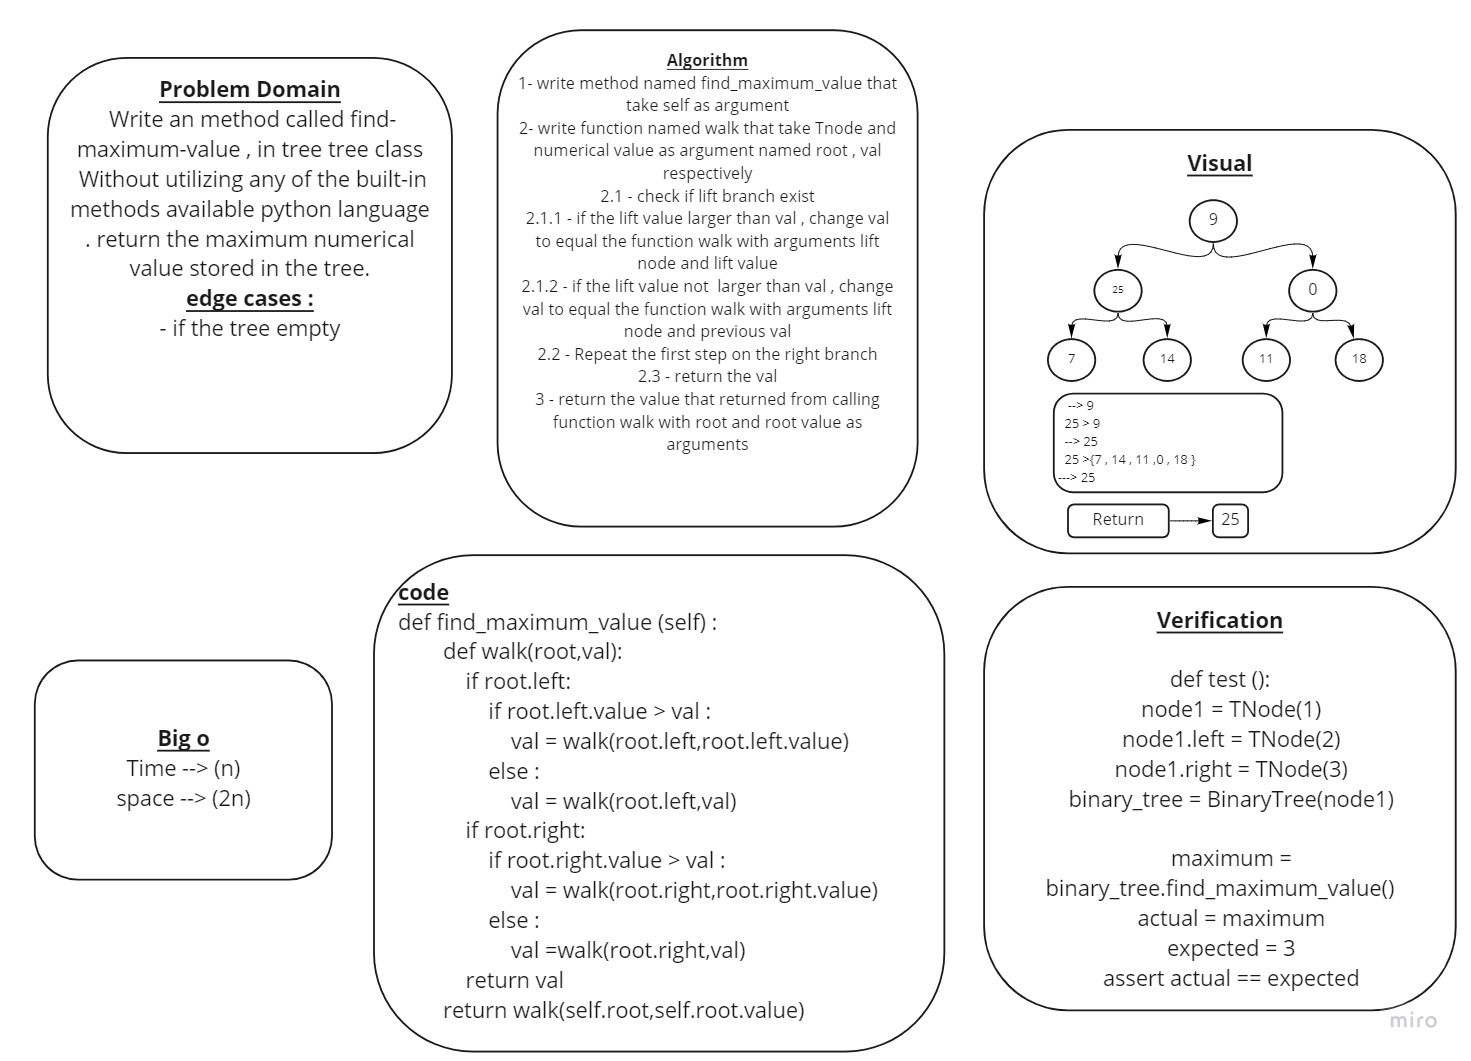 Problem Domain
Write an method called find-
maximum-value , in tree tree class
Without utilizing any of the built-in
methods available python language
. return the maximum numerical
value stored in the tree.
edge cases :
- if the tree empty
Algorithm
1- write method named find_maximum_value that
take self as argument
2- write function named walk that take Tnode and
numerical value as argument named root , val
respectively
2.1 - check if lift branch exist
2.1.1 - if the lift value larger than val , change val
to equal the function walk with arguments lift
node and lift value
2.1.2 - if the lift value not  larger than val , change
val to equal the function walk with arguments lift
node and previous val
2.2 - Repeat the first step on the right branch
2.3 - return the val
3 - return the value that returned from calling
function walk with root and root value as
arguments
Visual
9
25
0
7
14
11
18
--> 9
25 > 9
--> 25
25 >{7 , 14 , 11 ,0 , 18 }
---> 25
Return
25
Big o
Time --> (n)
space --> (2n)
code
def find_maximum_value (self) :
def walk(root,val):
if root.left:
if root.left.value > val :
val = walk(root.left,root.left.value)
else :
val = walk(root.left,val)
if root.right:
if root.right.value > val :
val = walk(root.right,root.right.value)
else :
val =walk(root.right,val)
return val
return walk(self.root,self.root.value)
Verification
def test ():
node1 = TNode(1)
node1.left = TNode(2)
node1.right = TNode(3)
binary_tree = BinaryTree(node1)
maximum =
binary_tree.find_maximum_value()
actual = maximum
expected = 3
assert actual == expected
miro